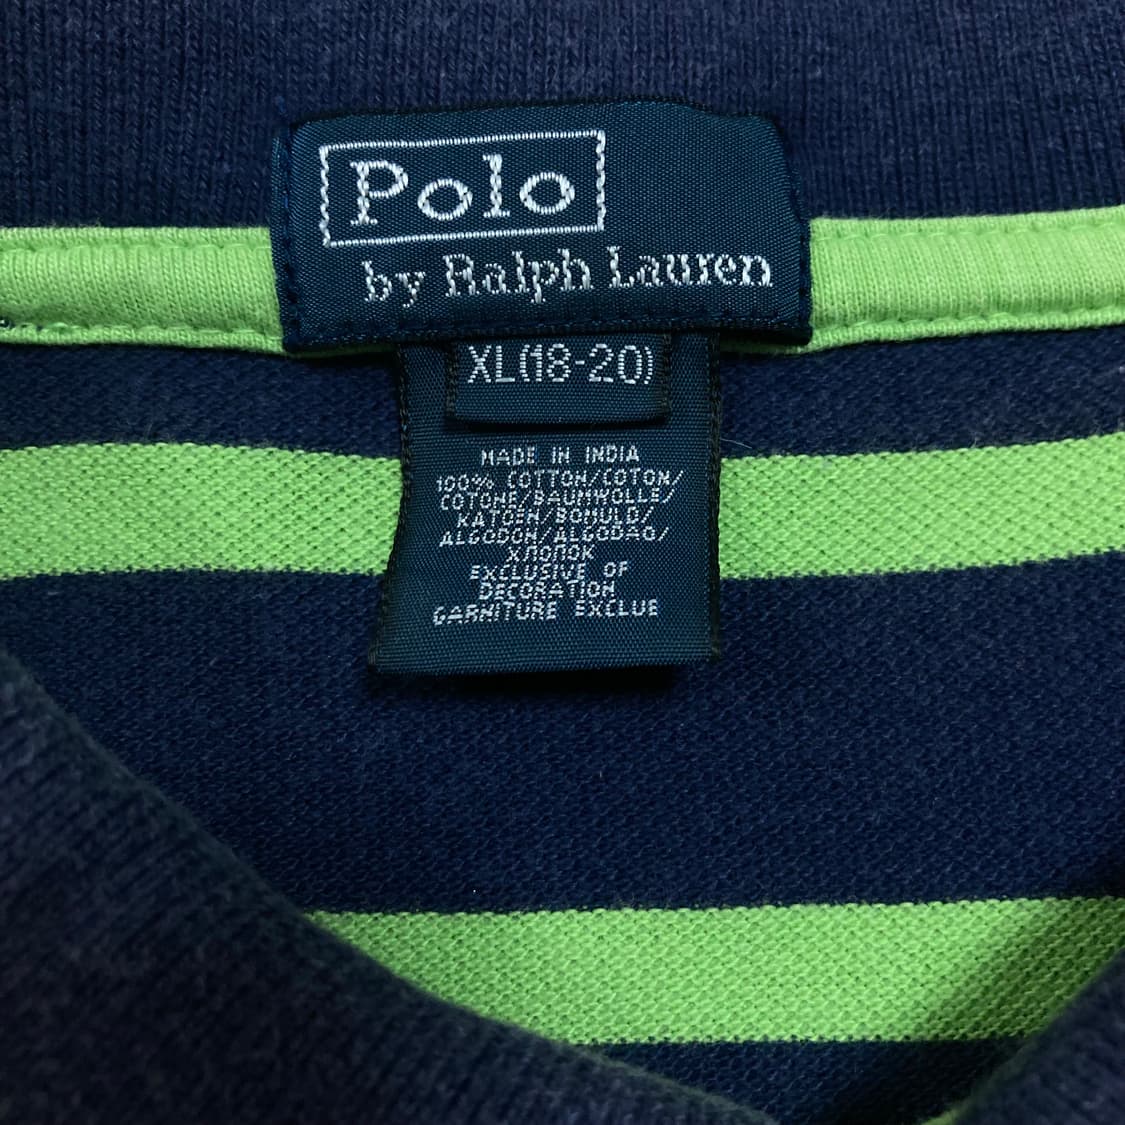 Polo
by Ralph Lauren
XL(18-20)
MADE IN INDIA
100% COTTON/COTON/
COTONE/BAUMWOLLE/
KATOEN/BOMULD/
ALGODON/ALGODAO/
ХЛОПОК
EXCLUSIVE OF
DECORATION
GARNITURE EXCLUE